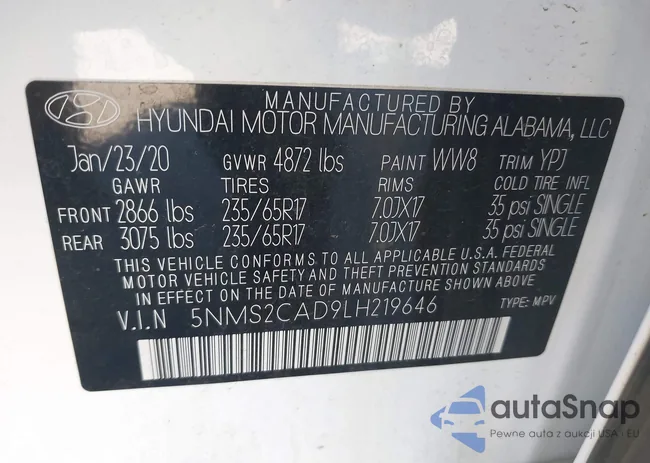 MANUFACTURED BY
HYUNDAI MOTOR MANUFACTURING ALABAMA, LLC
Jan/23/20 GVWR 4872 lbs PAINT WW8 TRIM YPJ
GAWR TIRES RIMS COLD TIRE INFL
FRONT 2866 lbs 235/65R17 7.0JX17 35 psi SINGLE
REAR 3075 lbs 235/65R17 7.0JX17 35 psi SINGLE
THIS VEHICLE CONFORMS TO ALL APPLICABLE U.S.A. FEDERAL
MOTOR VEHICLE SAFETY AND THEFT PREVENTION STANDARDS
IN EFFECT ON THE DATE OF MANUFACTURE SHOWN ABOVE.
V.I.N 5NMS2CAD9LH219646 TYPE: MPV
autaSnap
Pewne auta z aukcji USA - EU